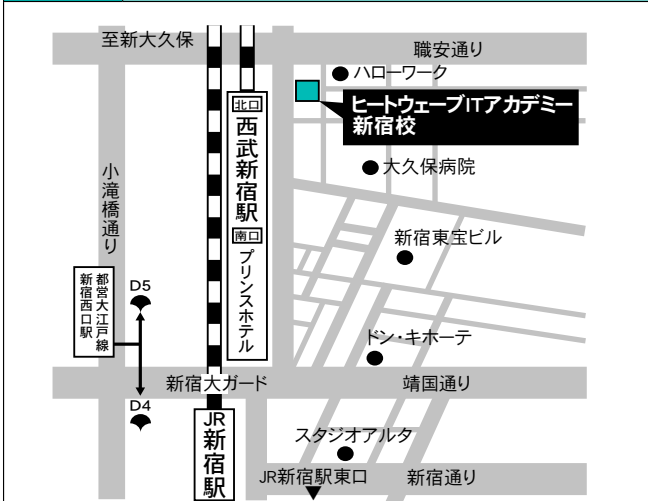 至新大久保
職安通り
ハローワーク
ヒートウェーブITアカデミー
新宿校
北口
西武新宿駅
南口
プリンスホテル
大久保病院
小滝橋通り
新宿東宝ビル
都営大江戸線
新宿西口駅
D5
ドン・キホーテ
新宿大ガード
靖国通り
D4
JR新宿駅
スタジオアルタ
JR新宿駅東口
新宿通り